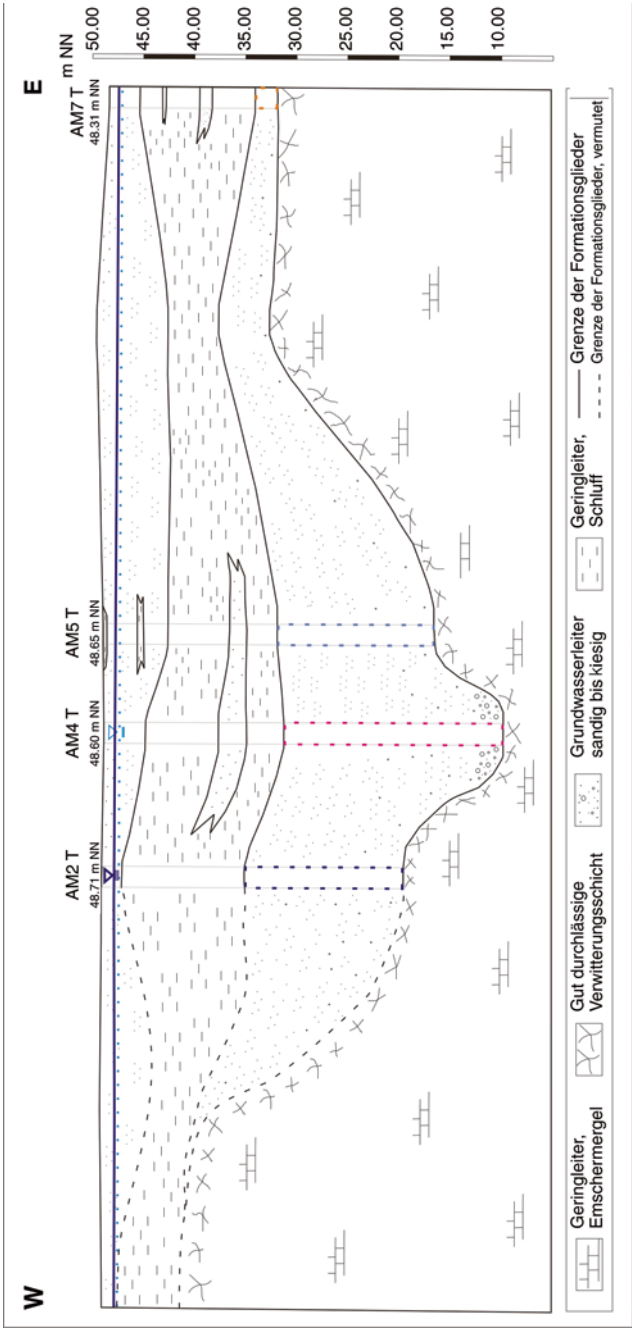 W
E
AM2 T
48.71 m NN
AM4 T
48.60 m NN
AM5 T
48.65 m NN
AM7 T
48.31 m NN
m NN
50.00
45.00
40.00
35.00
30.00
25.00
20.00
15.00
10.00
Geringleiter,
Emschermergel
Gut durchlässige
Verwitterungsschicht
Grundwasserleiter
sandig bis kiesig
Geringleiter,
Schluff
Grenze der Formationsglieder
Grenze der Formationsglieder, vermutet